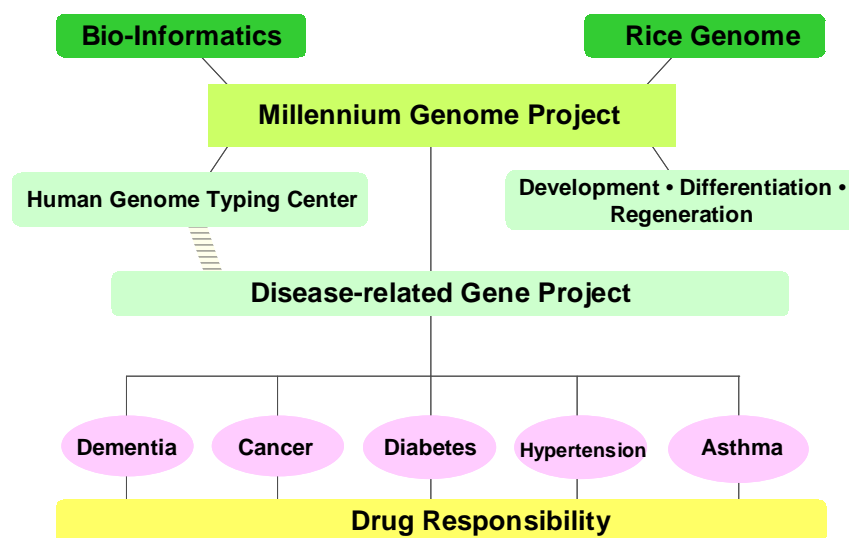 Bio-Informatics
Rice Genome
Millennium Genome Project
Human Genome Typing Center
Development • Differentiation •
Regeneration
Disease-related Gene Project
Dementia
Cancer
Diabetes
Hypertension
Asthma
Drug Responsibility